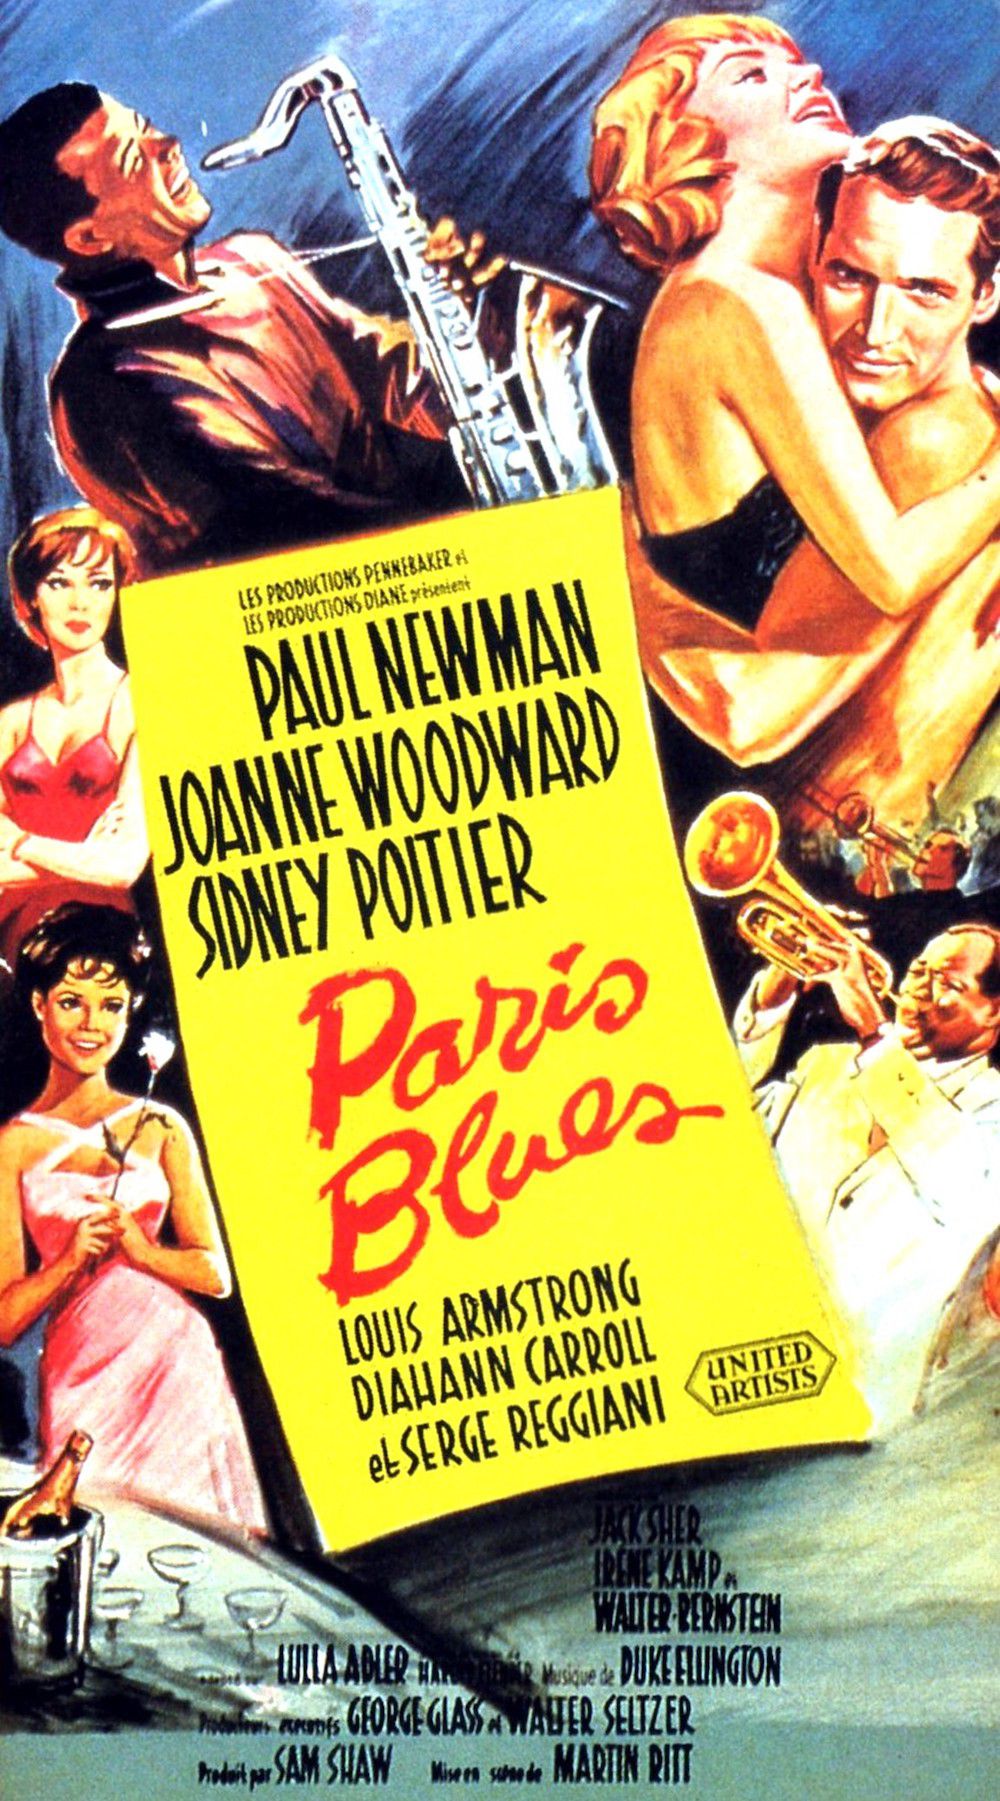 LES PRODUCTIONS PENNEBAKER et
LES PRODUCTIONS DIANE présentent
PAUL NEWMAN
JOANNE WOODWARD
SIDNEY POITIER
Paris
Blues
LOUIS ARMSTRONG
DIAHANN CARROLL
et SERGE REGGIANI
UNITED
ARTISTS
JACK SHER
IRENE KAMP et
WALTER·BERNSTEIN
LULLA ADLER Musique de DUKE ELLINGTON
Producteurs exécutifs GEORGE GLASS et WALTER SELTZER
Produit par SAM SHAW Mise en scène de MARTIN RITT